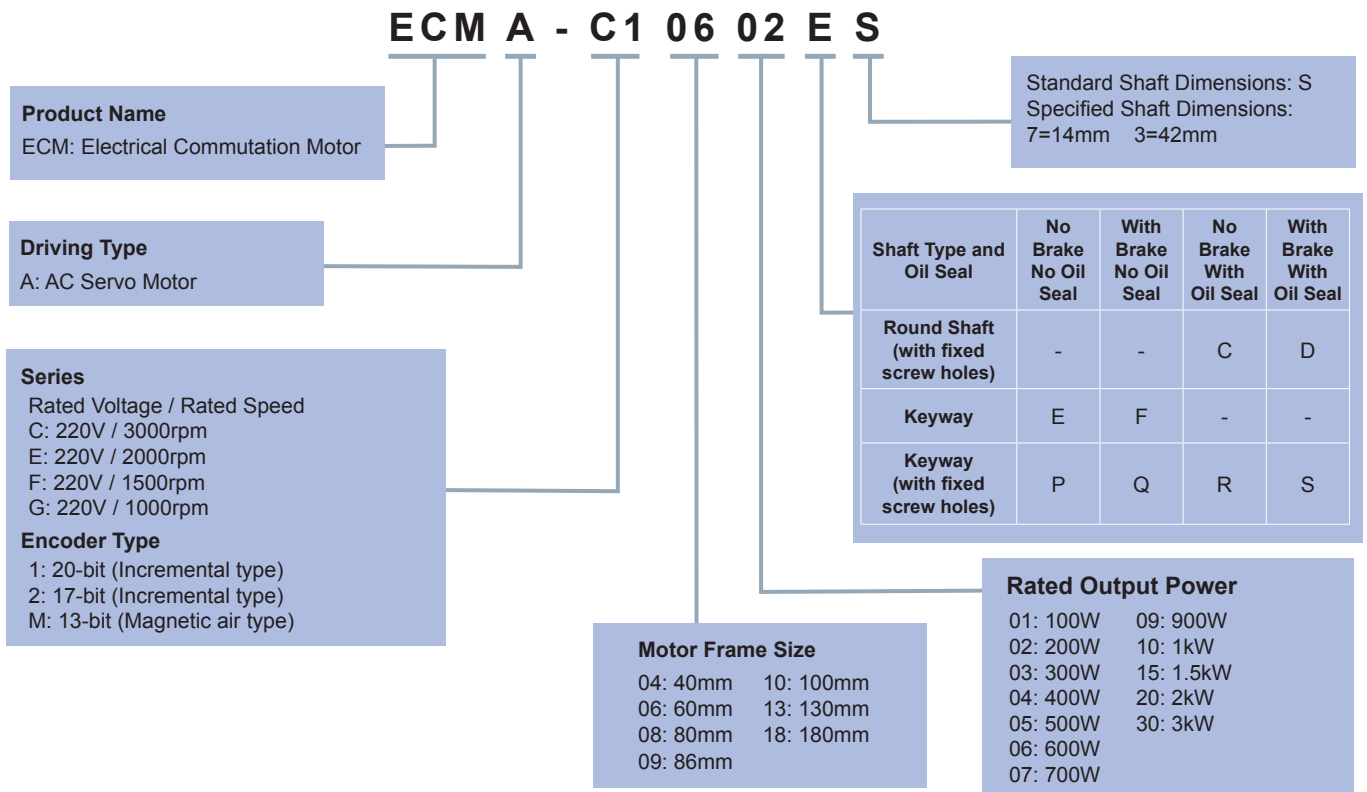 ECMA - C1 06 02 E S
Product Name
ECM: Electrical Commutation Motor
Driving Type
A: AC Servo Motor
Series
Rated Voltage / Rated Speed
C: 220V / 3000rpm
E: 220V / 2000rpm
F: 220V / 1500rpm
G: 220V / 1000rpm
Encoder Type
1: 20-bit (Incremental type)
2: 17-bit (Incremental type)
M: 13-bit (Magnetic air type)
Motor Frame Size
04: 40mm 10: 100mm
06: 60mm 13: 130mm
08: 80mm 18: 180mm
09: 86mm
Rated Output Power
01: 100W 09: 900W
02: 200W 10: 1kW
03: 300W 15: 1.5kW
04: 400W 20: 2kW
05: 500W 30: 3kW
06: 600W
07: 700W
Shaft Type and
Oil Seal
No
Brake
No Oil
Seal
With
Brake
No Oil
Seal
No
Brake
With
Oil Seal
With
Brake
With
Oil Seal
Round Shaft
(with fixed
screw holes)
- - C D
Keyway
E F - -
Keyway
(with fixed
screw holes)
P Q R S
Standard Shaft Dimensions: S
Specified Shaft Dimensions:
7=14mm 3=42mm